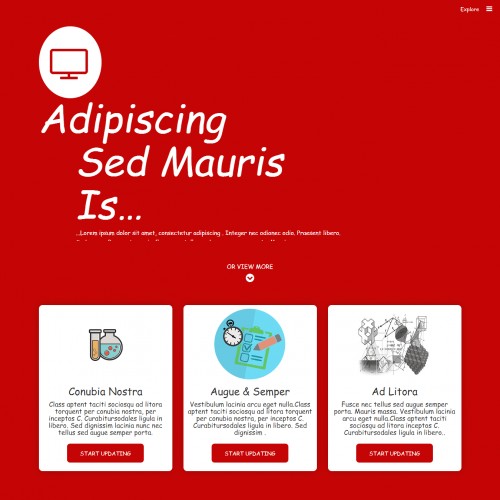 Explore
Adipiscing
Sed Mauris
Is...
...Lorem ipsum dolor sit amet, consectetur adipiscing . Integer nec odionec odio. Praesent libero.
OR VIEW MORE
Conubia Nostra
Class aptent taciti sociosqu ad litora
torquent per conubia nostra, per
inceptos C. Curabitursodales ligula in
libero. Sed dignissim lacinia nunc nec
tellus sed augue semper porta.
START UPDATING
Augue & Semper
Vestibulum lacinia arcu eget nulla.Class
aptent taciti sociosqu ad litora torquent
per conubia nostra, per inceptos C.
Curabitursodales ligula in libero. Sed
dignissim .
START UPDATING
Ad Litora
Fusce nec tellus sed augue semper
porta. Mauris massa. Vestibulum lacinia
arcu eget nulla.Class aptent taciti
sociosqu ad litora inceptos C.
Curabitursodales ligula in libero..
START UPDATING